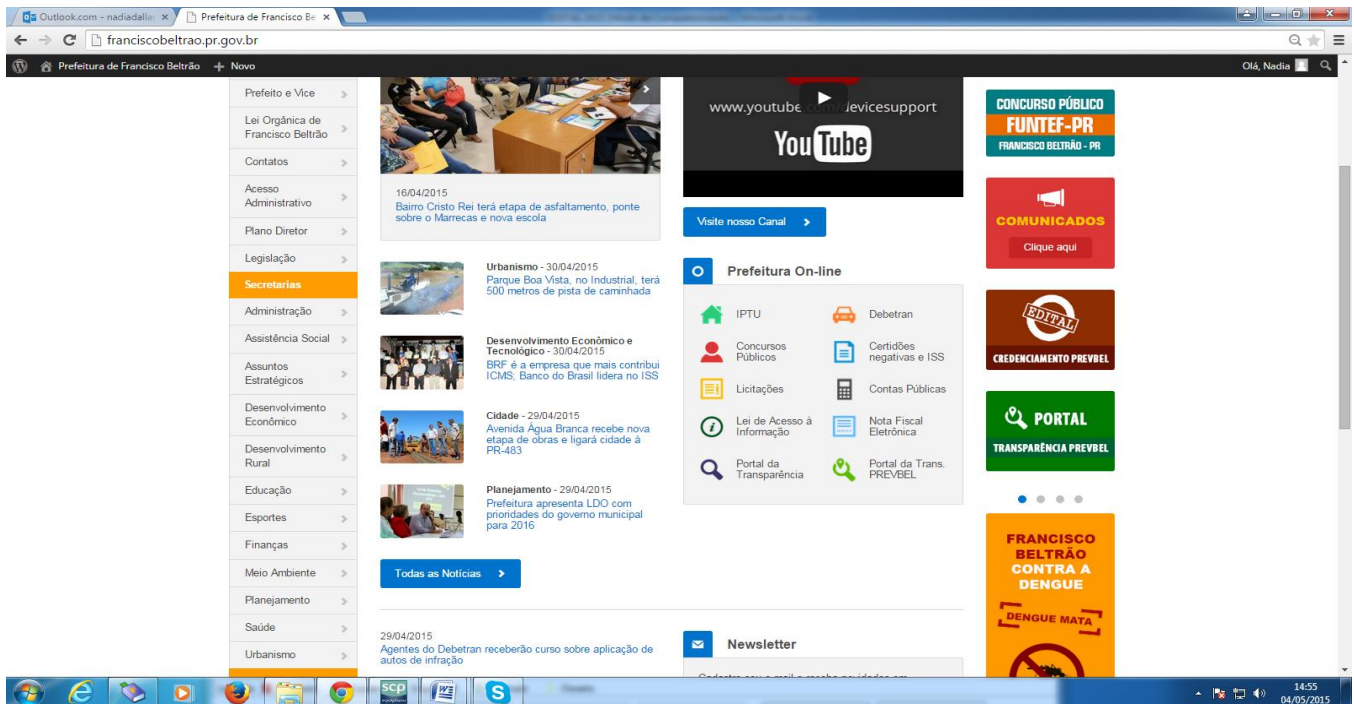 Outlook.com - nadiadalla
Prefeitura de Francisco Be
franciscobeltrao.pr.gov.br
Prefeitura de Francisco Beltrão
+ Novo
Olá, Nadia
Prefeito e Vice
Lei Orgânica de
Francisco Beltrão
Contatos
Acesso
Administrativo
Plano Diretor
Legislação
Secretarias
Administração
Assistência Social
Assuntos
Estratégicos
Desenvolvimento
Econômico
Desenvolvimento
Rural
Educação
Esportes
Finanças
Meio Ambiente
Planejamento
Saúde
Urbanismo
16/04/2015
Bairro Cristo Rei terá etapa de asfaltamento, ponte
sobre o Marrecas e nova escola
Urbanismo - 30/04/2015
Parque Boa Vista, no Industrial, terá
500 metros de pista de caminhada
Desenvolvimento Econômico e
Tecnológico - 30/04/2015
BRF é a empresa que mais contribui
ICMS; Banco do Brasil lidera no ISS
Cidade - 29/04/2015
Avenida Água Branca recebe nova
etapa de obras e ligará cidade à
PR-483
Planejamento - 29/04/2015
Prefeitura apresenta LDO com
prioridades do governo municipal
para 2016
Todas as Notícias
29/04/2015
Agentes do Debetran receberão curso sobre aplicação de
autos de infração
www.youtube.com/devicesupport
YouTube
Visite nosso Canal
Prefeitura On-line
IPTU
Debetran
Concursos
Públicos
Certidões
negativas e ISS
Licitações
Contas Públicas
Lei de Acesso à
Informação
Nota Fiscal
Eletrônica
Portal da
Transparência
Portal da Trans.
PREVBEL
Newsletter
CONCURSO PÚBLICO
FUNTEF-PR
FRANCISCO BELTRÃO - PR
COMUNICADOS
Clique aqui
EDITAL
CREDENCIAMENTO PREVBEL
PORTAL
TRANSPARÊNCIA PREVBEL
FRANCISCO
BELTRÃO
CONTRA A
DENGUE
DENGUE MATA
scp
14:55
04/05/2015